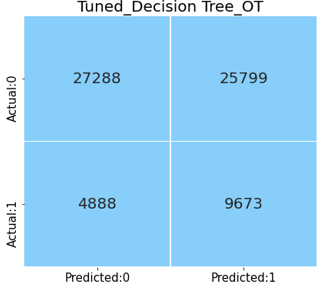 Tuned_Decision Tree_OT
Actual:0
27288 25799
Actual:1
4888 9673
Predicted:0 Predicted:1